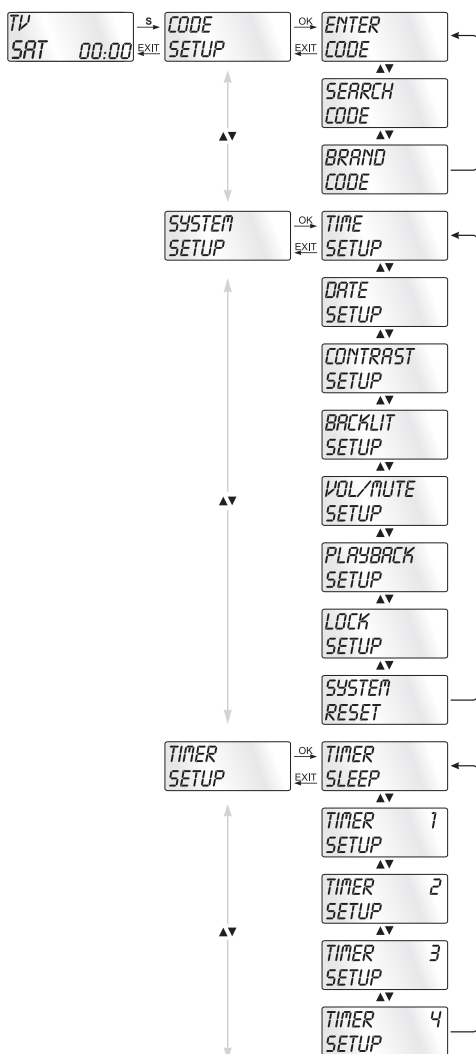 TV
SAT 00:00
S
EXIT
CODE
SETUP
OK
EXIT
ENTER
CODE
▲▼
SEARCH
CODE
▲▼
BRAND
CODE
▲▼
SYSTEM
SETUP
OK
EXIT
TIME
SETUP
▲▼
DATE
SETUP
▲▼
CONTRAST
SETUP
▲▼
BACKLIT
SETUP
▲▼
VOL/MUTE
SETUP
▲▼
PLAYBACK
SETUP
▲▼
LOCK
SETUP
▲▼
SYSTEM
RESET
▲▼
TIMER
SETUP
OK
EXIT
TIMER
SLEEP
▲▼
TIMER 1
SETUP
▲▼
TIMER 2
SETUP
▲▼
TIMER 3
SETUP
▲▼
TIMER 4
SETUP
▲▼